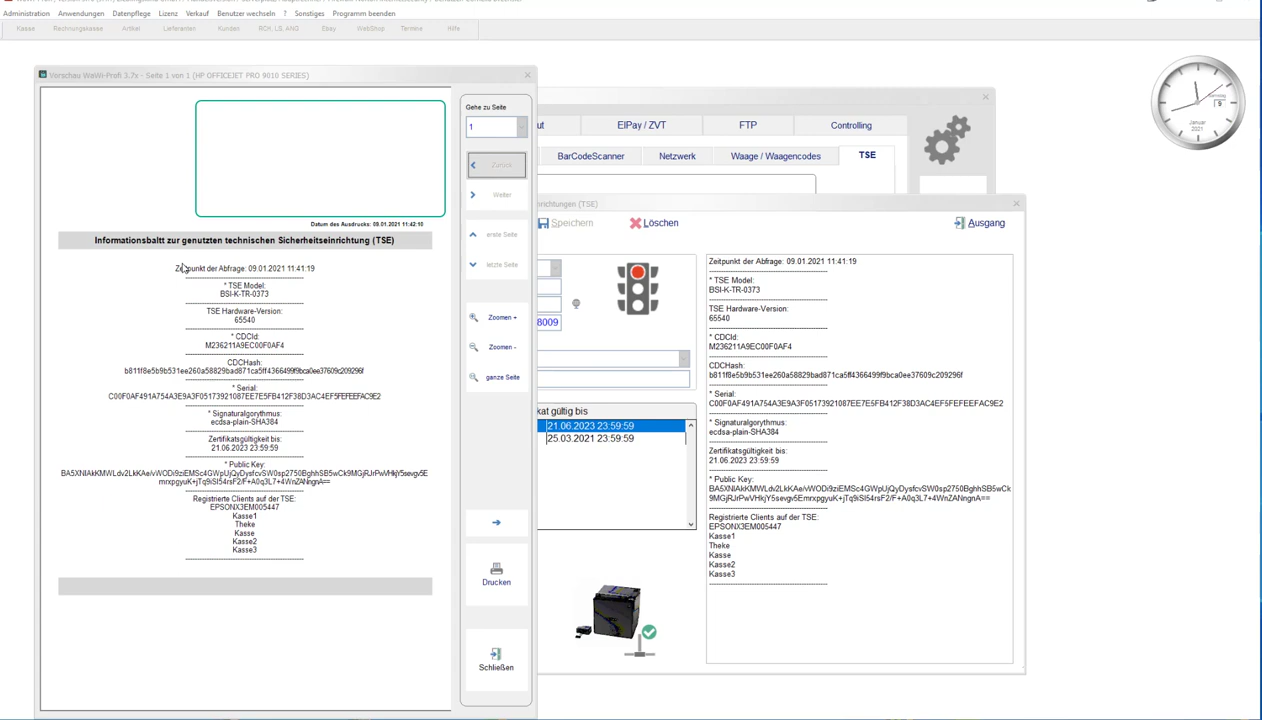 Administration Anwendungen Datenpflege Lizenz Verkauf Benutzer wechseln ? Sonstiges Programm beenden
Kasse Rechnungskasse Artikel Lieferanten Kunden RCH, LS, ANG Ebay WebShop Termine Hilfe
Vorschau WaWi-Profi 3.7x - Seite 1 von 1 (HP OFFICEJET PRO 9010 SERIES)
Datum des Ausdrucks: 09.01.2021 11:42:10
Informationsbaltt zur genutzten technischen Sicherheitseinrichtung (TSE)
Zeitpunkt der Abfrage: 09.01.2021 11:41:19
* TSE Model:
BSI-K-TR-0373
TSE Hardware-Version:
65540
* CDCId:
M236211A9EC00F0AF4
CDCHash:
b811f8e5b9b531ee260a58829bad871ca5ff4366499f9bca0ee37609c209296f
* Serial:
C00F0AF491A754A3E9A3F05173921087EE7E5FB412F38D3AC4EF5FEFEEFAC9E2
* Signaturalgorythmus:
ecdsa-plain-SHA384
Zertifikatsgültigkeit bis:
21.06.2023 23:59:59
* Public Key:
Registrierte Clients auf der TSE:
EPSONX3EM005447
Kasse1
Theke
Kasse
Kasse2
Kasse3
Gehe zu Seite
1
Zurück
Weiter
erste Seite
letzte Seite
Zoomen +
Zoomen -
ganze Seite
Drucken
Schließen
ut ElPay / ZVT FTP Controlling
BarCodeScanner Netzwerk Waage / Waagencodes TSE
inrichtungen (TSE)
Speichern Löschen Ausgang
8009
kat gültig bis
21.06.2023 23:59:59
25.03.2021 23:59:59
Zeitpunkt der Abfrage: 09.01.2021 11:41:19
* TSE Model:
BSI-K-TR-0373
TSE Hardware-Version:
65540
* CDCId:
M236211A9EC00F0AF4
CDCHash:
b811f8e5b9b531ee260a58829bad871ca5ff4366499f9bca0ee37609c209296f
* Serial:
C00F0AF491A754A3E9A3F05173921087EE7E5FB412F38D3AC4EF5FEFEEFAC9E2
* Signaturalgorythmus:
ecdsa-plain-SHA384
Zertifikatsgültigkeit bis:
21.06.2023 23:59:59
* Public Key:
Registrierte Clients auf der TSE:
EPSONX3EM005447
Kasse1
Theke
Kasse
Kasse2
Kasse3
Samstag
9
Januar
2021